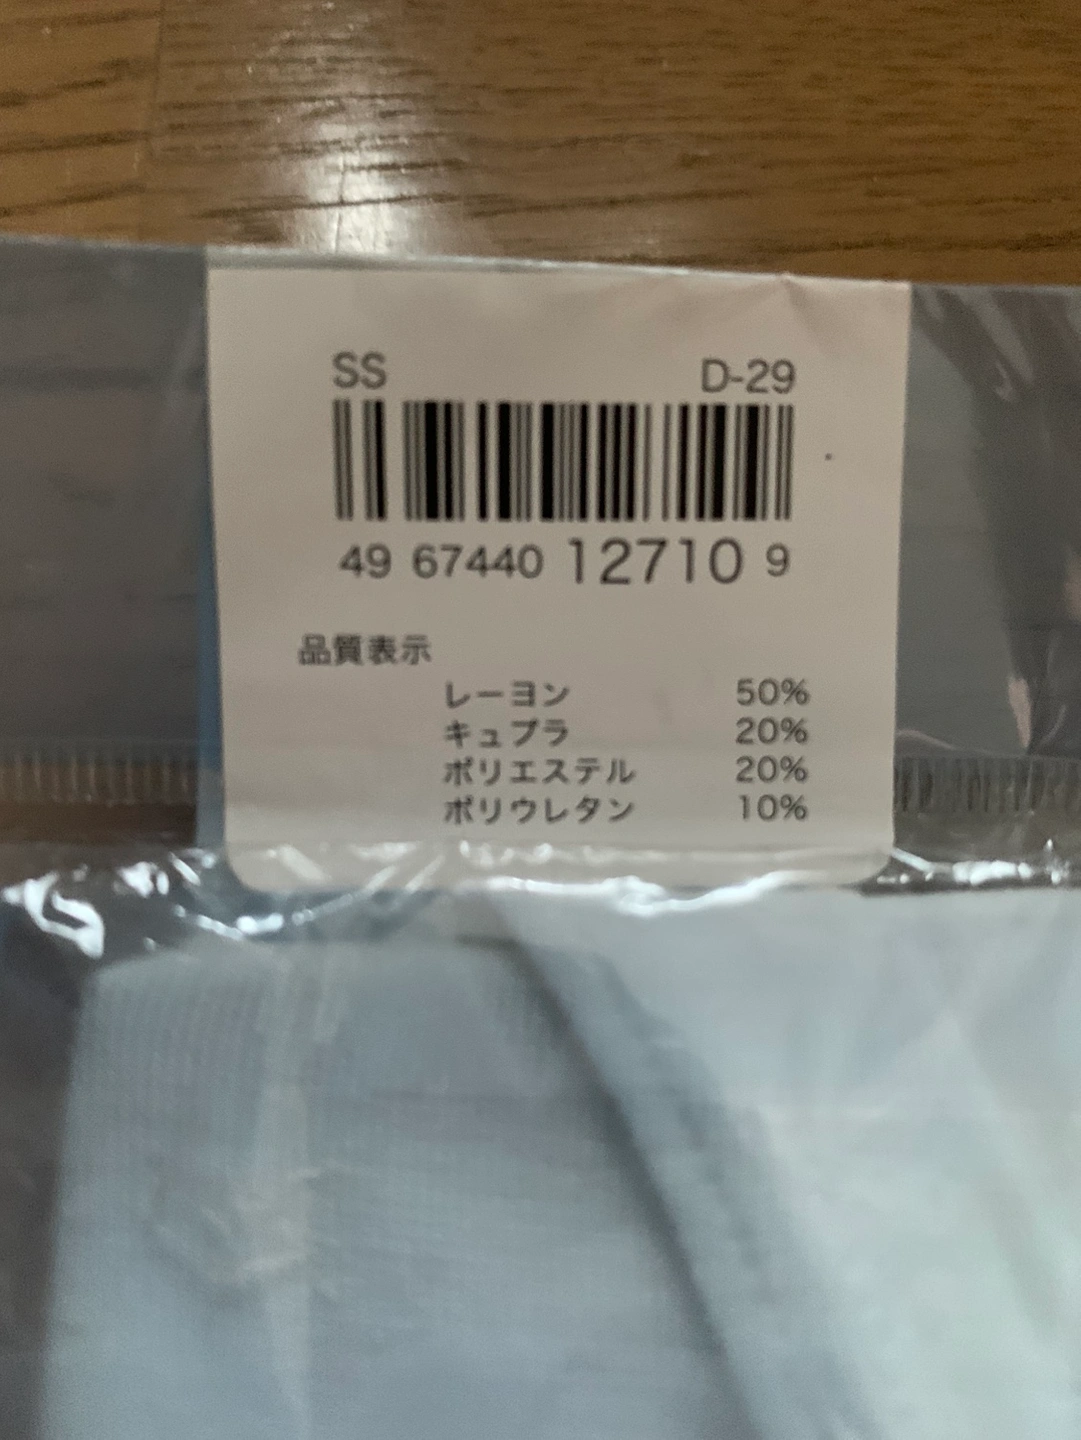 SS D-29
49 67440 12710 9
品質表示
レーヨン 50%
キュプラ 20%
ポリエステル 20%
ポリウレタン 10%